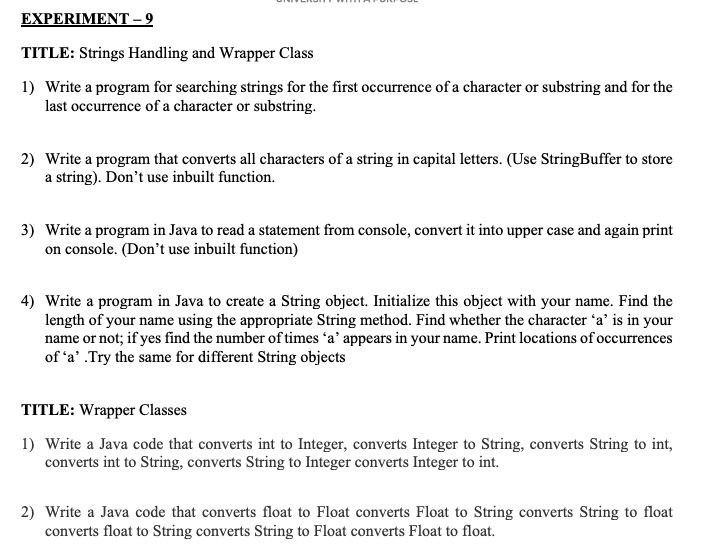 EXPERIMENT – 9
TITLE: Strings Handling and Wrapper Class
1) Write a program for searching strings for the first occurrence of a character or substring and for the
last occurrence of a character or substring.
2) Write a program that converts all characters of a string in capital letters. (Use StringBuffer to store
a string). Don’t use inbuilt function.
3) Write a program in Java to read a statement from console, convert it into upper case and again print
on console. (Don’t use inbuilt function)
4) Write a program in Java to create a String object. Initialize this object with your name. Find the
length of your name using the appropriate String method. Find whether the character ‘a’ is in your
name or not; if yes find the number of times ‘a’ appears in your name. Print locations of occurrences
of ‘a’ .Try the same for different String objects
TITLE: Wrapper Classes
1) Write a Java code that converts int to Integer, converts Integer to String, converts String to int,
converts int to String, converts String to Integer converts Integer to int.
2) Write a Java code that converts float to Float converts Float to String converts String to float
converts float to String converts String to Float converts Float to float.